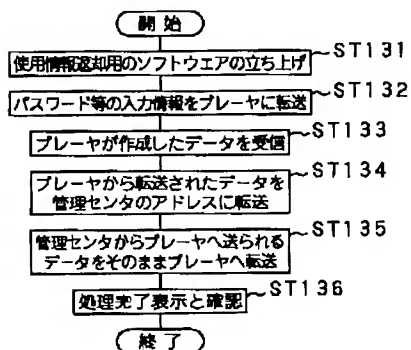 開始
使用情報返却用のソフトウエアの立ち上げ
ST131
パスワード等の入力情報をプレーヤに転送
ST132
プレーヤが作成したデータを受信
ST133
プレーヤから転送されたデータを
管理センタのアドレスに転送
ST134
管理センタからプレーヤへ送られる
データをそのままプレーヤへ転送
ST135
処理完了表示と確認
ST136
終了